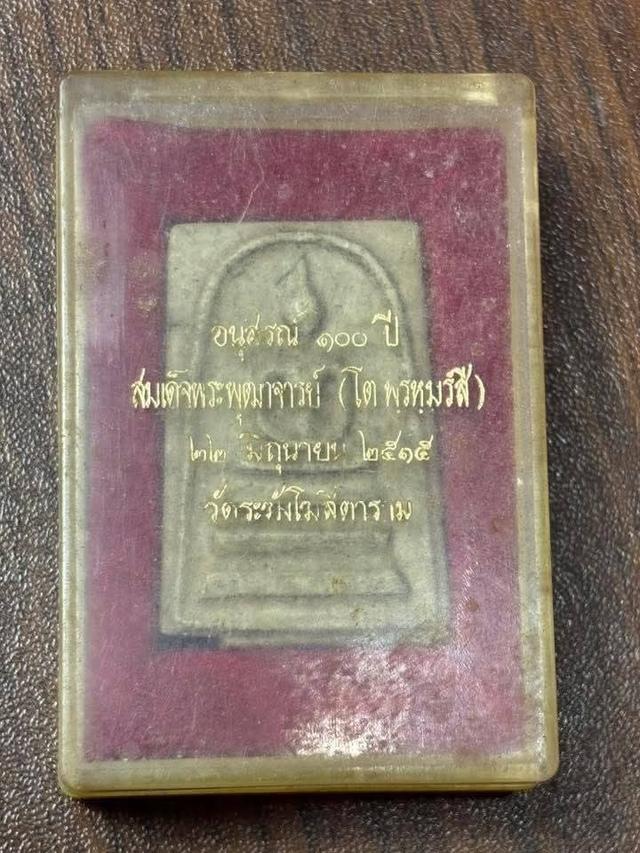 อนุสรณ์ ๑๐๐ ปี
สมเด็จพระพุฒาจารย์ (โต พฺรหฺมรํสี)
๒๒ มิถุนายน ๒๕๑๕
วัดระฆังโฆสิตาราม